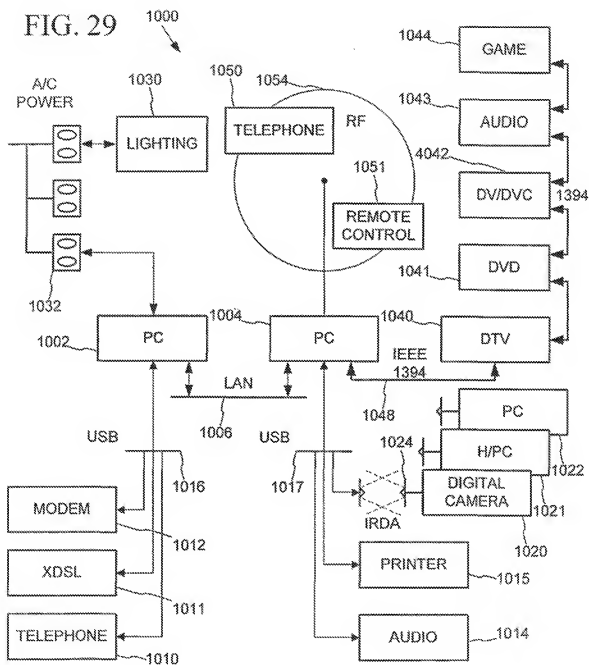 FIG. 29
1000
1044
GAME
A/C
POWER
1030
1050
1054
1043
LIGHTING
TELEPHONE
RF
AUDIO
4042
1051
DV/DVC
1394
REMOTE
CONTROL
1041
DVD
1032
1004
1040
1002
PC
PC
DTV
IEEE
1394
LAN
1048
1006
PC
USB
USB
1024
H/PC
1022
1016
1017
DIGITAL
CAMERA
1021
MODEM
1012
IRDA
1020
XDSL
1011
PRINTER
1015
TELEPHONE
1010
AUDIO
1014